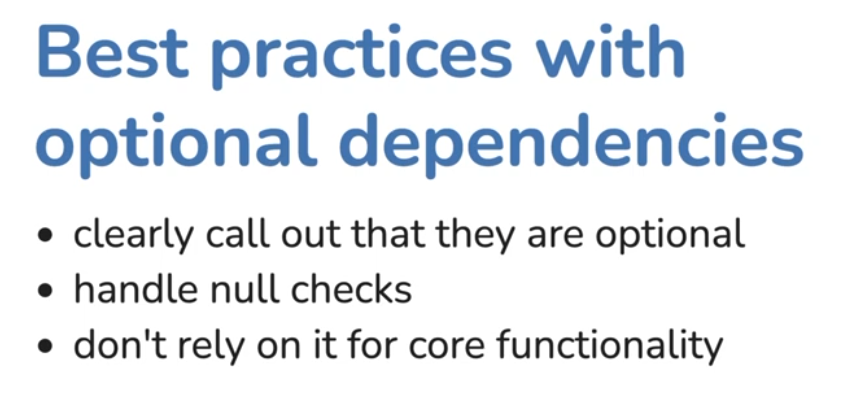 Best practices with
optional dependencies
• clearly call out that they are optional
• handle null checks
• don't rely on it for core functionality